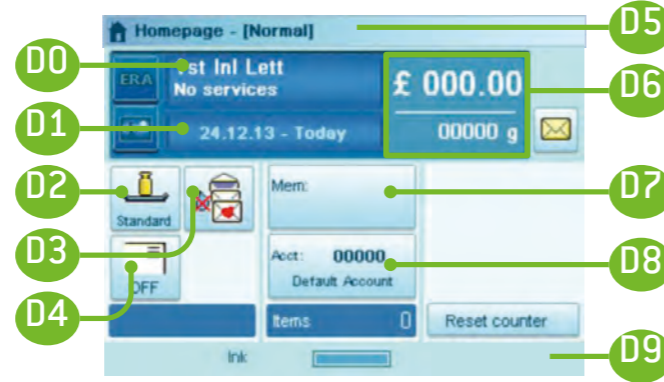 Homepage - [Normal]
D5
D0
ERA
1st Inl Lett
No services
£ 000.00
D6
D1
24.12.13 - Today
00000 g
D2
Standard
Mem:
D7
D3
Acct: 00000
Default Account
D8
D4
OFF
Items 0
Reset counter
Ink
D9